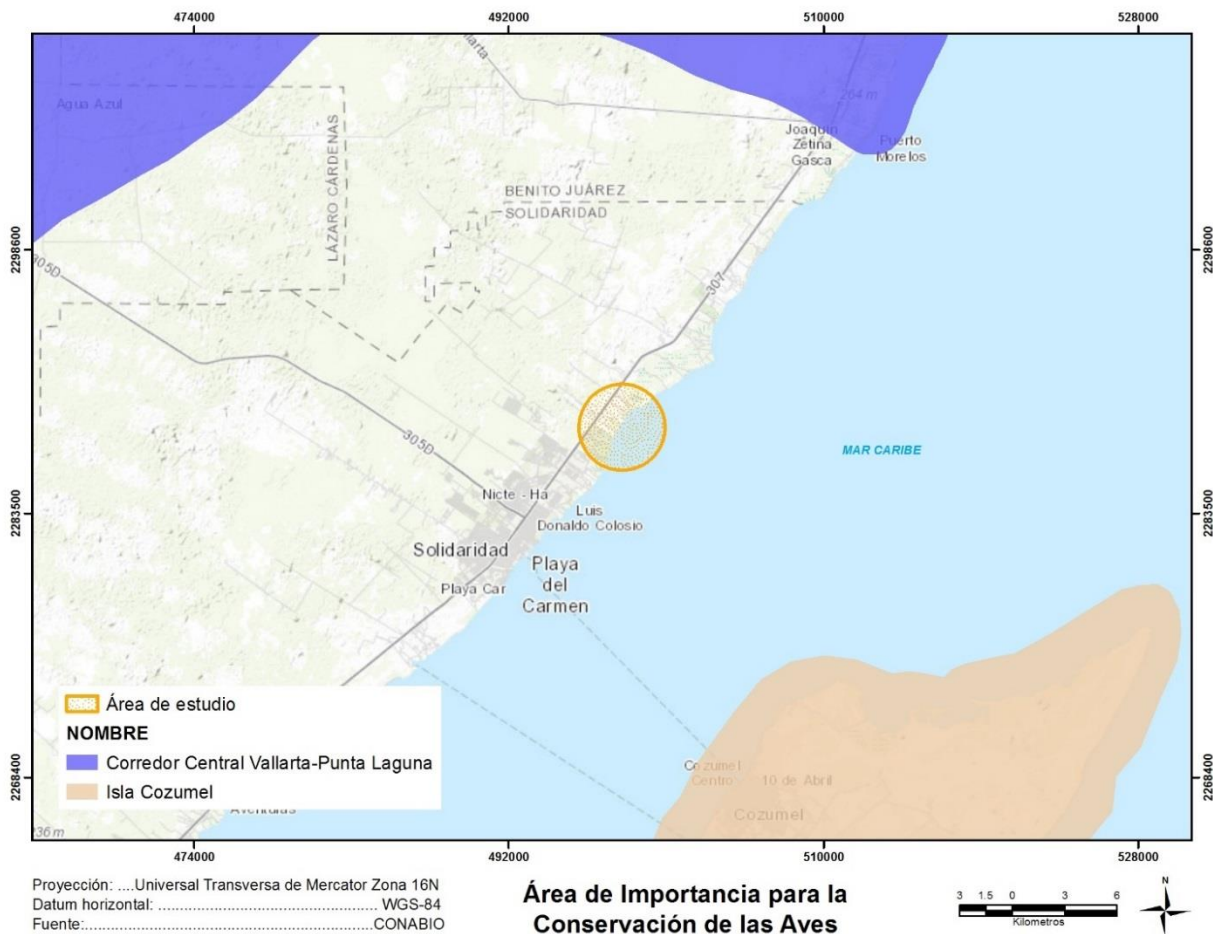 474000
492000
510000
528000
Agua Azul
LÁZARO CÁRDENAS
264 m
Joaquín
Zetina
Gasca
Puerto
Morelos
BENITO JUÁREZ
SOLIDARIDAD
2298600
2298600
305D
307
305D
MAR CARIBE
Nicte - Ha
Luis
Donaldo Colosio
2283500
2283500
Solidaridad
Playa
del
Carmen
Playa Car
Área de estudio
NOMBRE
Corredor Central Vallarta-Punta Laguna
Isla Cozumel
Cozumel
Centro
10 de Abril
Cozumel
2268400
2268400
Aventuras
236 m
474000
492000
510000
528000
Proyección: ....Universal Transversa de Mercator Zona 16N
Datum horizontal: ........................................ WGS-84
Fuente:.........................................................CONABIO
Área de Importancia para la
Conservación de las Aves
3 1.5 0 3 6
Kilometros
N